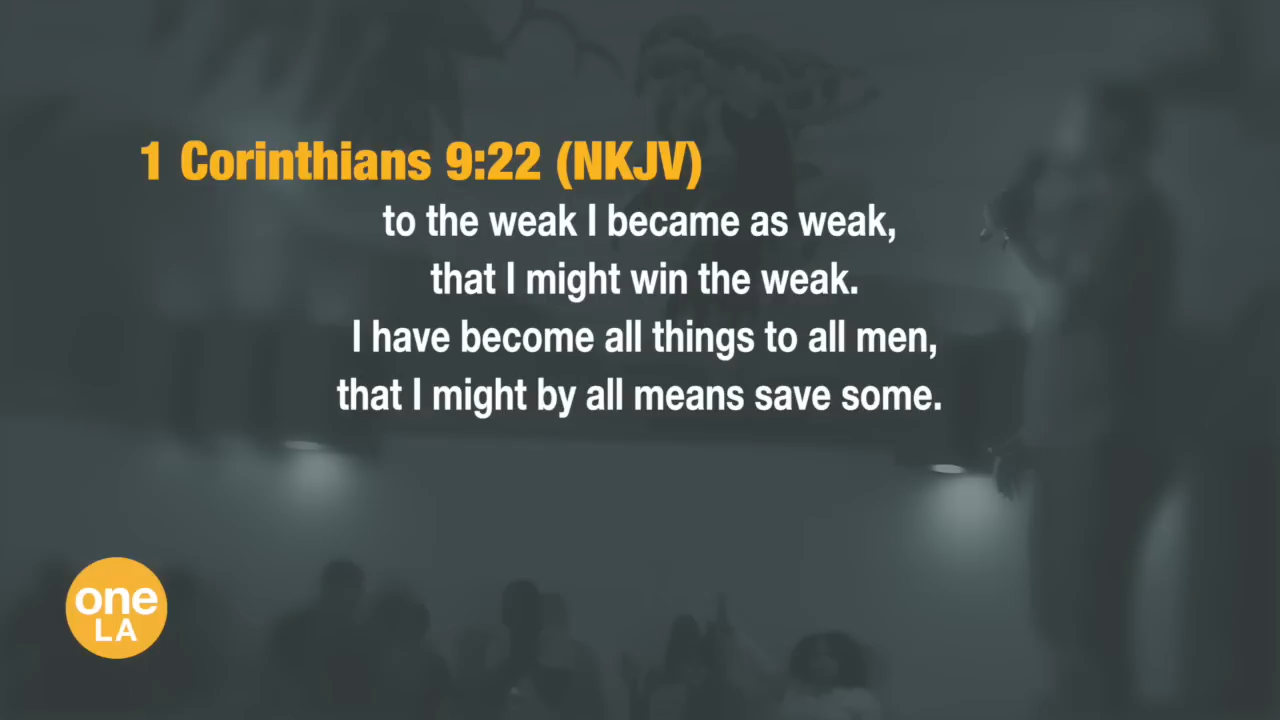 1 Corinthians 9:22 (NKJV)
to the weak I became as weak,
that I might win the weak.
I have become all things to all men,
that I might by all means save some.
one
LA